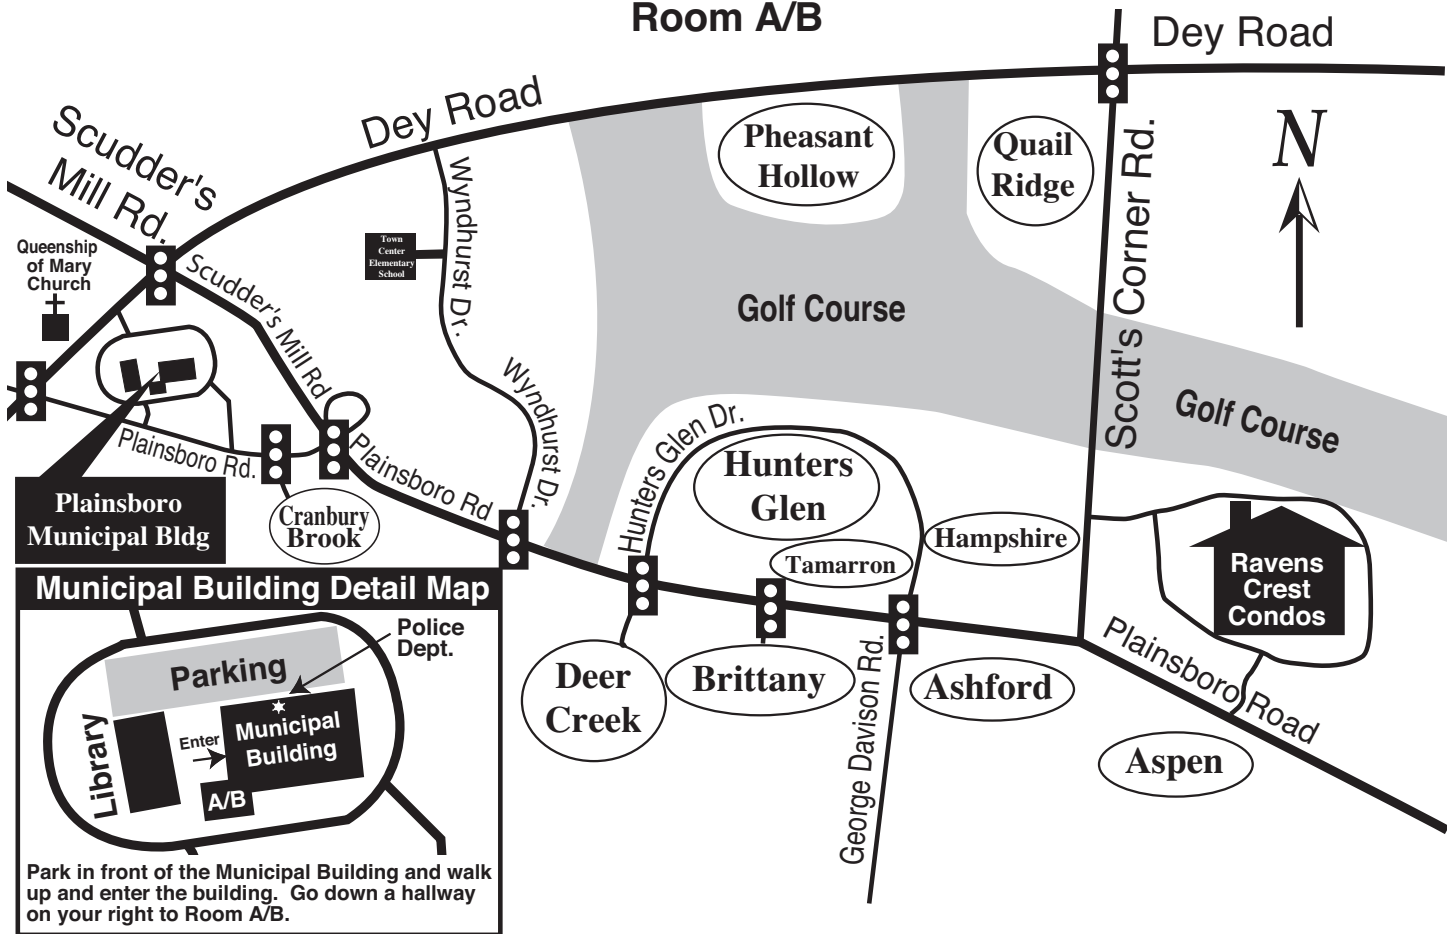 Room A/B
Dey Road
Dey Road
Scudder's
Mill Rd.
Queenship
of Mary
Church
Scudder's Mill Rd
Town
Center
Elementary
School
Wyndhurst Dr.
Wyndhurst Dr.
Pheasant
Hollow
Quail
Ridge
N
Scott's Corner Rd.
Golf Course
Golf Course
Plainsboro Rd.
Plainsboro Rd
Cranbury
Brook
Plainsboro
Municipal Bldg
Hunters Glen Dr.
Hunters
Glen
Tamarron
Hampshire
Ravens
Crest
Condos
Deer
Creek
Brittany
Ashford
George Davison Rd.
Plainsboro Road
Aspen
Municipal Building Detail Map
Police
Dept.
Parking
Library
Enter
Municipal
Building
A/B
Park in front of the Municipal Building and walk
up and enter the building.  Go down a hallway
on your right to Room A/B.